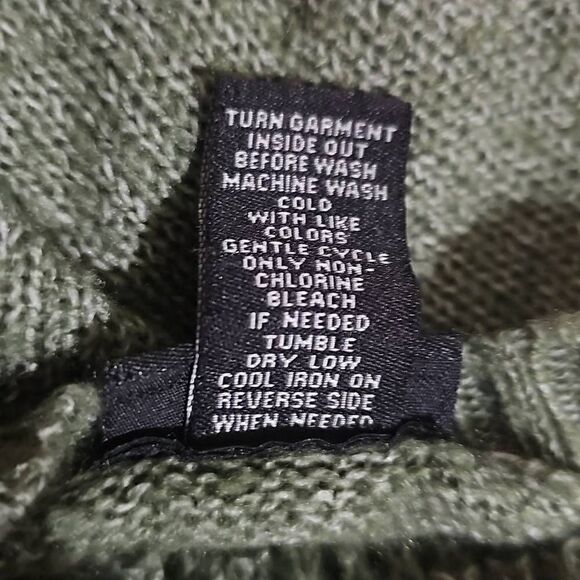 TURN GARMENT
INSIDE OUT
BEFORE WASH
MACHINE WASH
COLD
WITH LIKE
COLORS
GENTLE CYCLE
ONLY NON-
CHLORINE
BLEACH
IF NEEDED
TUMBLE
DRY LOW
COOL IRON ON
REVERSE SIDE
WHEN NEEDED